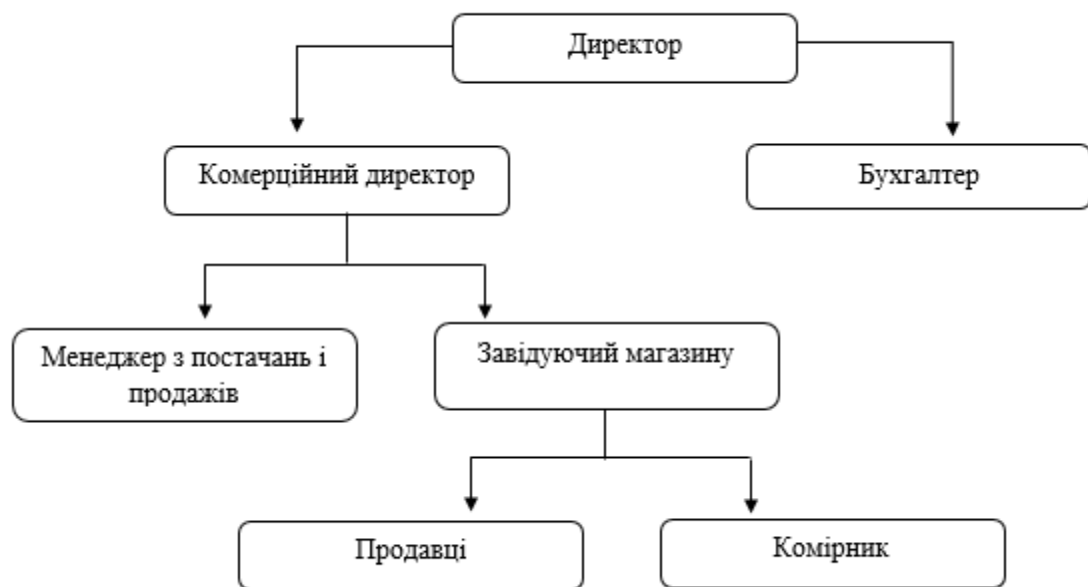 Директор
Комерційний директор
Бухгалтер
Менеджер з постачань і
продажів
Завідуючий магазину
Продавці
Комірник